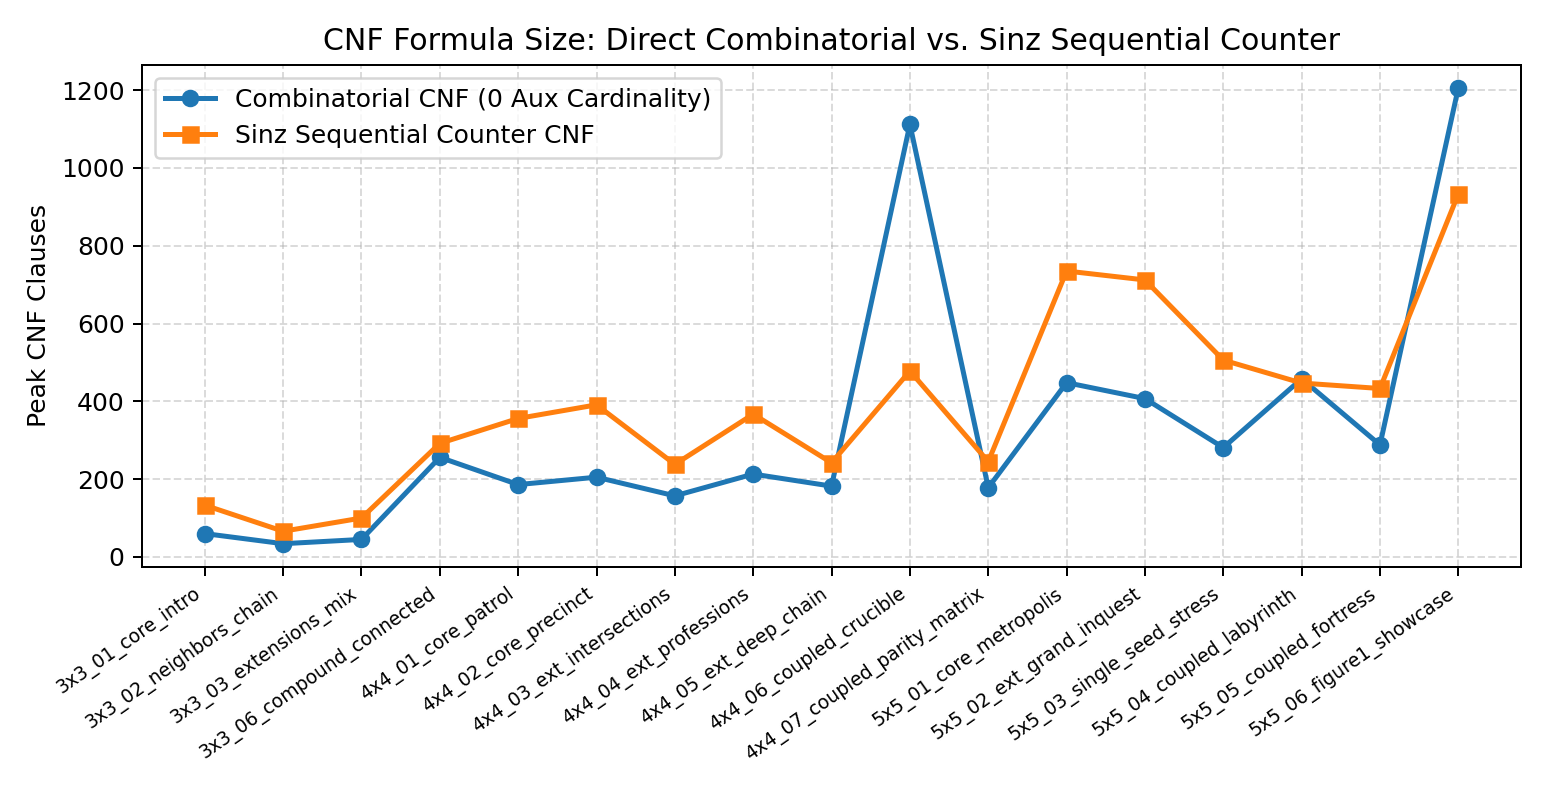 CNF Formula Size: Direct Combinatorial vs. Sinz Sequential Counter
Combinatorial CNF (0 Aux Cardinality)
Sinz Sequential Counter CNF
Peak CNF Clauses
1200
1000
800
600
400
200
0
3x3_01_core_intro
3x3_02_neighbors_chain
3x3_03_extensions_mix
3x3_06_compound_connected
4x4_01_core_patrol
4x4_02_core_precinct
4x4_03_ext_intersections
4x4_04_ext_professions
4x4_05_ext_deep_chain
4x4_06_coupled_crucible
4x4_07_coupled_parity_matrix
5x5_01_core_metropolis
5x5_02_ext_grand_inquest
5x5_03_single_seed_stress
5x5_04_coupled_labyrinth
5x5_05_coupled_fortress
5x5_06_figure1_showcase